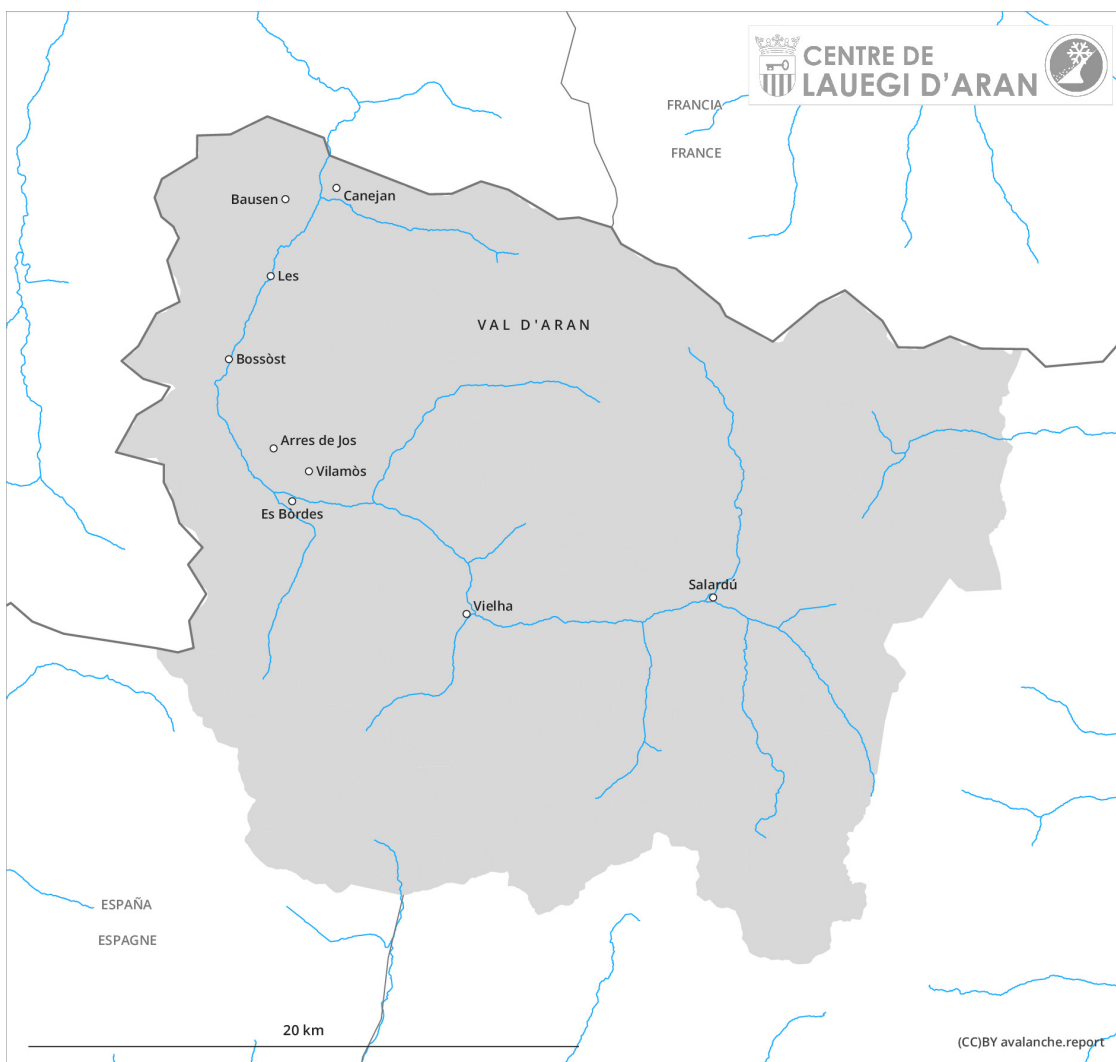 CENTRE DE
LAUEGI D'ARAN
FRANCIA
FRANCE
Bausen
Canejan
Les
VAL D'ARAN
Bossòst
Arres de Jos
Vilamòs
Es Bòrdes
Salardú
Vielha
ESPAÑA
ESPAGNE
20 km
(CC)BY avalanche.report